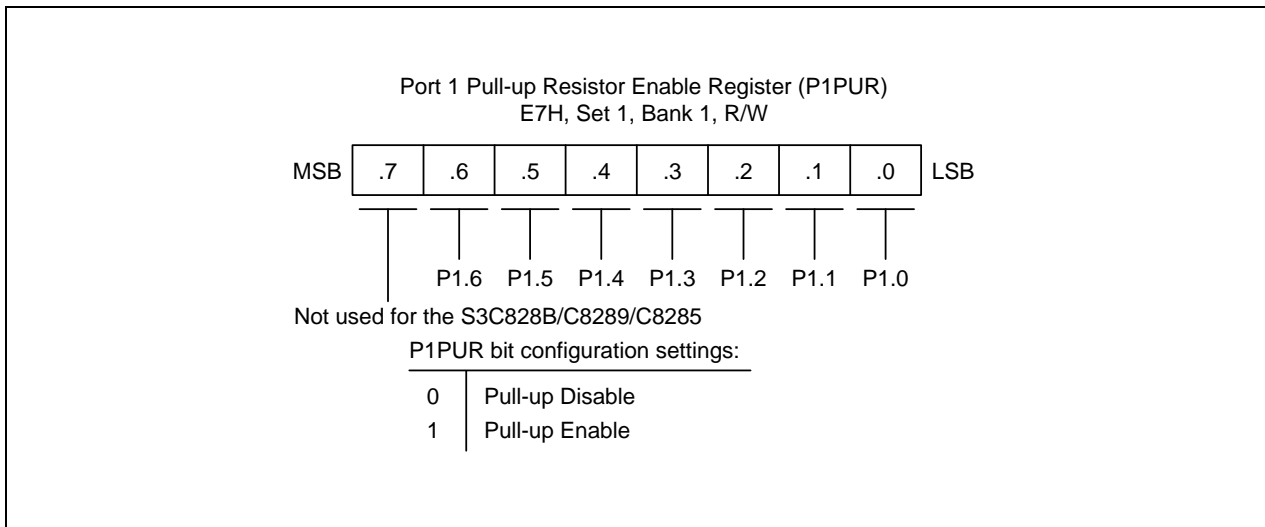 Port 1 Pull-up Resistor Enable Register (P1PUR)
E7H, Set 1, Bank 1, R/W
MSB .7 .6 .5 .4 .3 .2 .1 .0 LSB
P1.6 P1.5 P1.4 P1.3 P1.2 P1.1 P1.0
Not used for the S3C828B/C8289/C8285
P1PUR bit configuration settings:
0 Pull-up Disable
1 Pull-up Enable